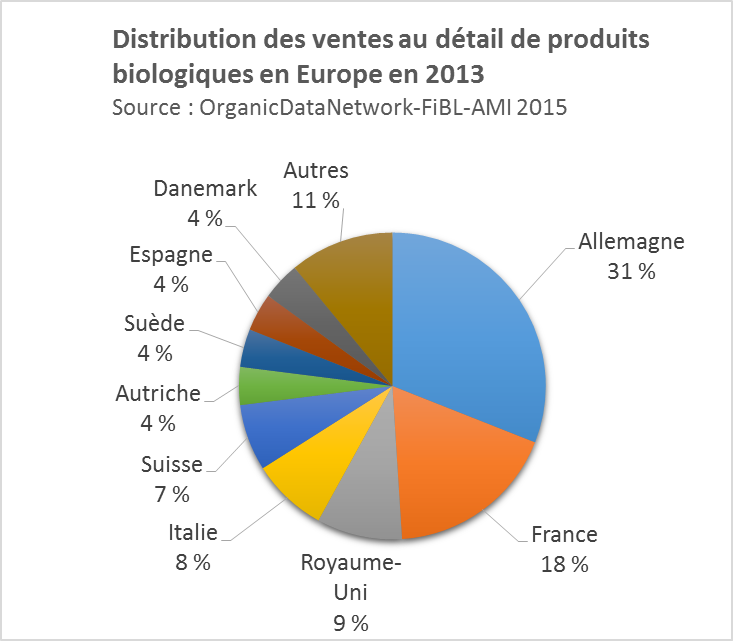 Distribution des ventes au détail de produits
biologiques en Europe en 2013
Source : OrganicDataNetwork-FiBL-AMI 2015
Autres
11 %
Danemark
4 %
Allemagne
31 %
Espagne
4 %
Suède
4 %
Autriche
4 %
Suisse
7 %
Italie
8 %
Royaume-
Uni
9 %
France
18 %